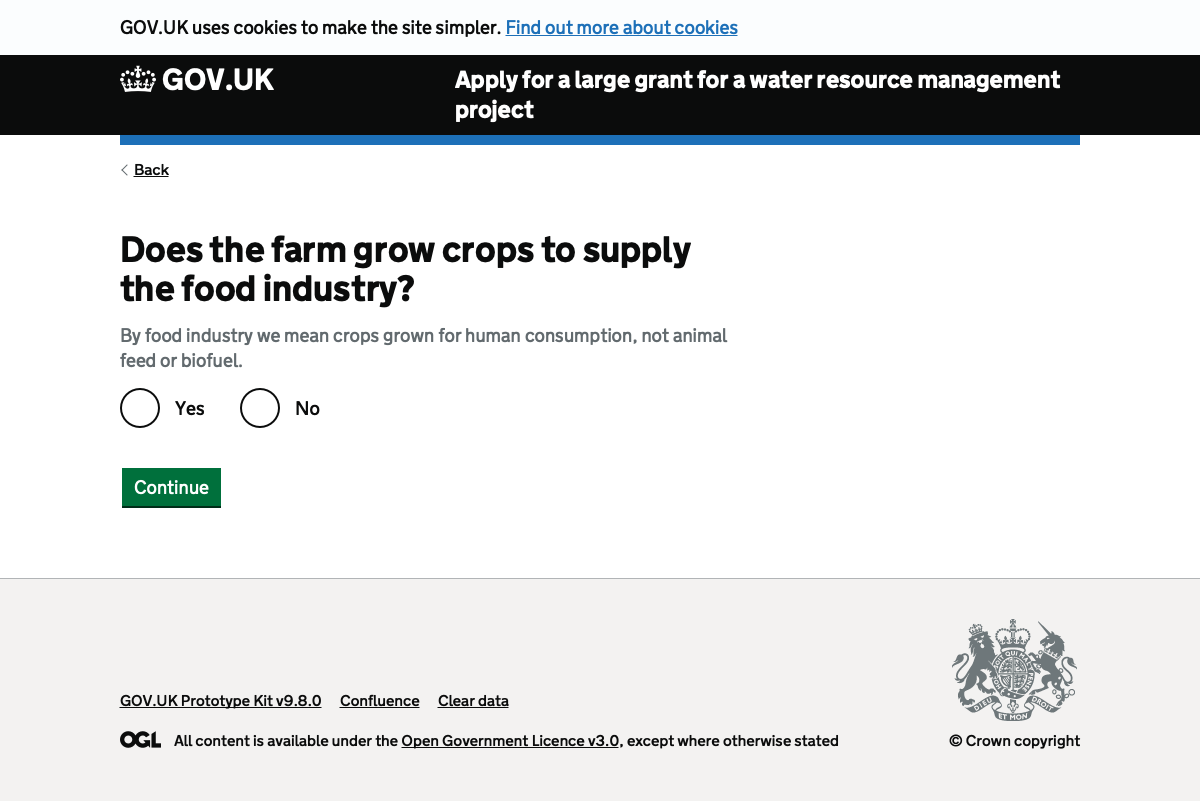 GOV.UK uses cookies to make the site simpler. Find out more about cookies
GOV.UK
Apply for a large grant for a water resource management
project
Back
Does the farm grow crops to supply
the food industry?
By food industry we mean crops grown for human consumption, not animal
feed or biofuel.
Yes No
Continue
GOV.UK Prototype Kit v9.8.0 Confluence Clear data
OGL All content is available under the Open Government Licence v3.0, except where otherwise stated
DIEU ET MON DROIT
© Crown copyright